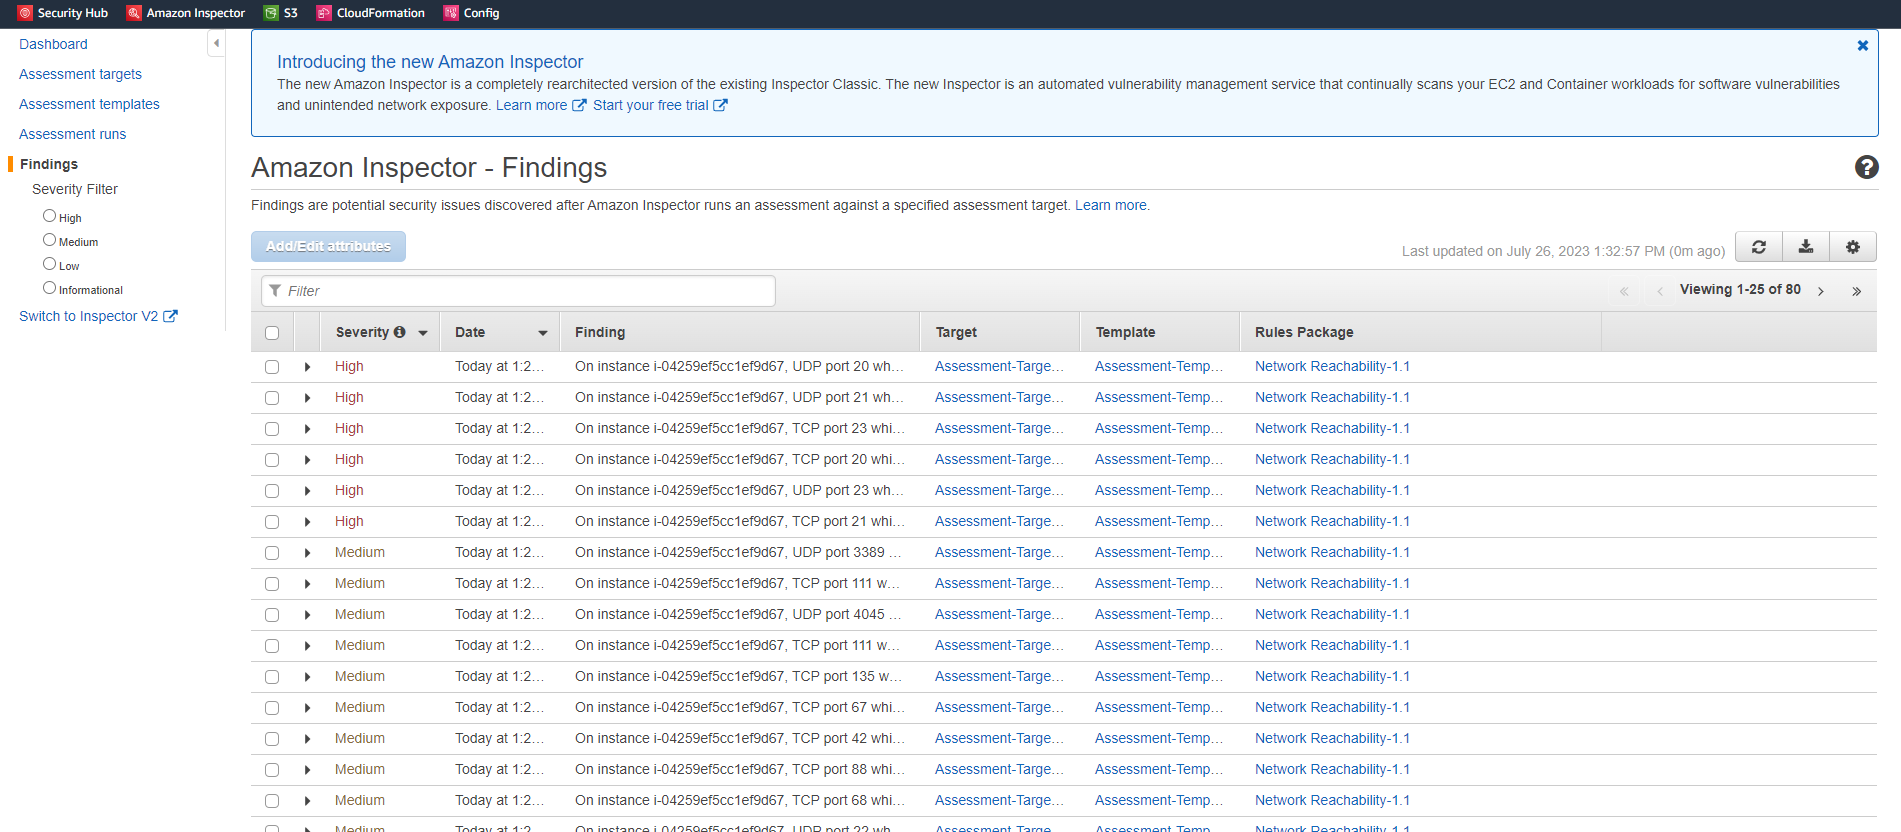 Security Hub Amazon Inspector S3 CloudFormation Config
Dashboard
Assessment targets
Assessment templates
Assessment runs
Findings
Severity Filter
High
Medium
Low
Informational
Switch to Inspector V2
Introducing the new Amazon Inspector
The new Amazon Inspector is a completely rearchitected version of the existing Inspector Classic. The new Inspector is an automated vulnerability management service that continually scans your EC2 and Container workloads for software vulnerabilities
and unintended network exposure. Learn more Start your free trial
Amazon Inspector - Findings
Findings are potential security issues discovered after Amazon Inspector runs an assessment against a specified assessment target. Learn more.
Add/Edit attributes
Last updated on July 26, 2023 1:32:57 PM (0m ago)
Filter
Viewing 1-25 of 80
Severity Date Finding Target Template Rules Package
High Today at 1:2... On instance i-04259ef5cc1ef9d67, UDP port 20 wh... Assessment-Targe... Assessment-Temp... Network Reachability-1.1
High Today at 1:2... On instance i-04259ef5cc1ef9d67, UDP port 21 wh... Assessment-Targe... Assessment-Temp... Network Reachability-1.1
High Today at 1:2... On instance i-04259ef5cc1ef9d67, TCP port 23 whi... Assessment-Targe... Assessment-Temp... Network Reachability-1.1
High Today at 1:2... On instance i-04259ef5cc1ef9d67, TCP port 20 whi... Assessment-Targe... Assessment-Temp... Network Reachability-1.1
High Today at 1:2... On instance i-04259ef5cc1ef9d67, UDP port 23 wh... Assessment-Targe... Assessment-Temp... Network Reachability-1.1
High Today at 1:2... On instance i-04259ef5cc1ef9d67, TCP port 21 whi... Assessment-Targe... Assessment-Temp... Network Reachability-1.1
Medium Today at 1:2... On instance i-04259ef5cc1ef9d67, UDP port 3389 ... Assessment-Targe... Assessment-Temp... Network Reachability-1.1
Medium Today at 1:2... On instance i-04259ef5cc1ef9d67, TCP port 111 w... Assessment-Targe... Assessment-Temp... Network Reachability-1.1
Medium Today at 1:2... On instance i-04259ef5cc1ef9d67, UDP port 4045 ... Assessment-Targe... Assessment-Temp... Network Reachability-1.1
Medium Today at 1:2... On instance i-04259ef5cc1ef9d67, TCP port 111 w... Assessment-Targe... Assessment-Temp... Network Reachability-1.1
Medium Today at 1:2... On instance i-04259ef5cc1ef9d67, TCP port 135 w... Assessment-Targe... Assessment-Temp... Network Reachability-1.1
Medium Today at 1:2... On instance i-04259ef5cc1ef9d67, TCP port 67 whi... Assessment-Targe... Assessment-Temp... Network Reachability-1.1
Medium Today at 1:2... On instance i-04259ef5cc1ef9d67, TCP port 42 whi... Assessment-Targe... Assessment-Temp... Network Reachability-1.1
Medium Today at 1:2... On instance i-04259ef5cc1ef9d67, TCP port 88 whi... Assessment-Targe... Assessment-Temp... Network Reachability-1.1
Medium Today at 1:2... On instance i-04259ef5cc1ef9d67, TCP port 68 whi... Assessment-Targe... Assessment-Temp... Network Reachability-1.1
Medium Today at 1:2... On instance i-04259ef5cc1ef9d67, UDP port 22 wh... Assessment-Targe... Assessment-Temp... Network Reachability-1.1